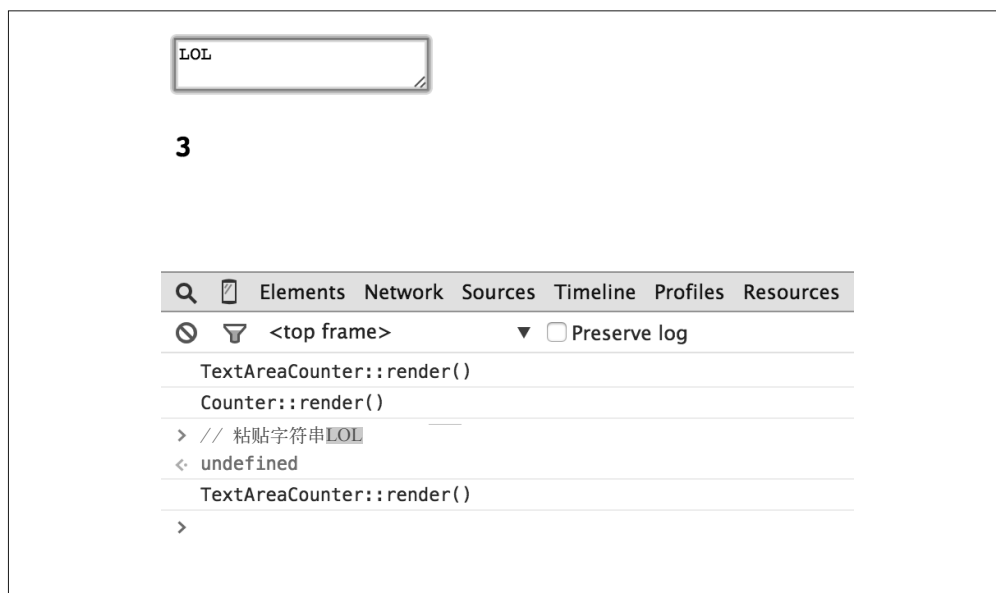 LOL
3
Elements Network Sources Timeline Profiles Resources
<top frame> ▼ Preserve log
TextAreaCounter::render()
Counter::render()
> // 粘贴字符串LOL
undefined
TextAreaCounter::render()
>